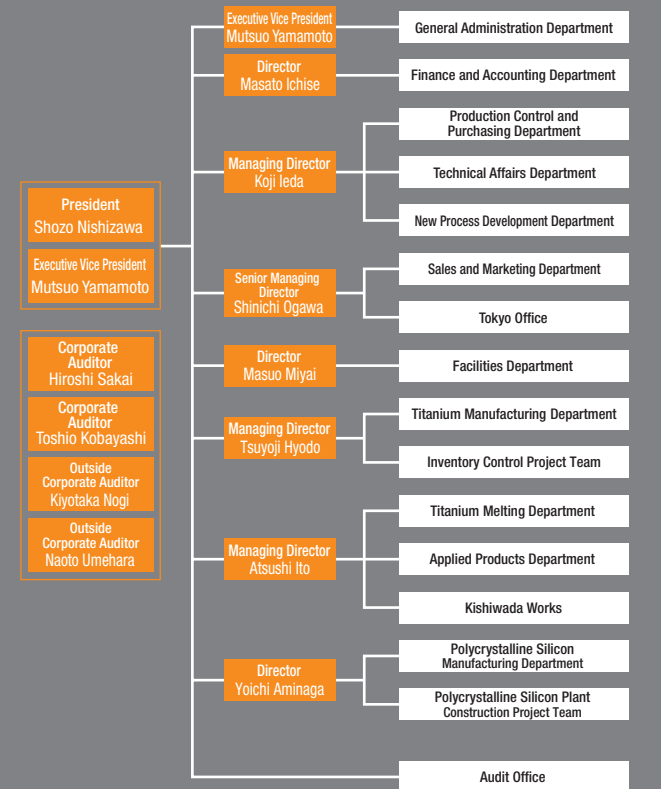 President
Shozo Nishizawa
Executive Vice President
Mutsuo Yamamoto
Corporate
Auditor
Hiroshi Sakai
Corporate
Auditor
Toshio Kobayashi
Outside
Corporate Auditor
Kiyotaka Nogi
Outside
Corporate Auditor
Naoto Umehara
Executive Vice President
Mutsuo Yamamoto
General Administration Department
Director
Masato Ichise
Finance and Accounting Department
Managing Director
Koji Ieda
Production Control and
Purchasing Department
Technical Affairs Department
New Process Development Department
Senior Managing
Director
Shinichi Ogawa
Sales and Marketing Department
Tokyo Office
Director
Masuo Miyai
Facilities Department
Managing Director
Tsuyoji Hyodo
Titanium Manufacturing Department
Inventory Control Project Team
Managing Director
Atsushi Ito
Titanium Melting Department
Applied Products Department
Kishiwada Works
Director
Yoichi Aminaga
Polycrystalline Silicon
Manufacturing Department
Polycrystalline Silicon Plant
Construction Project Team
Audit Office